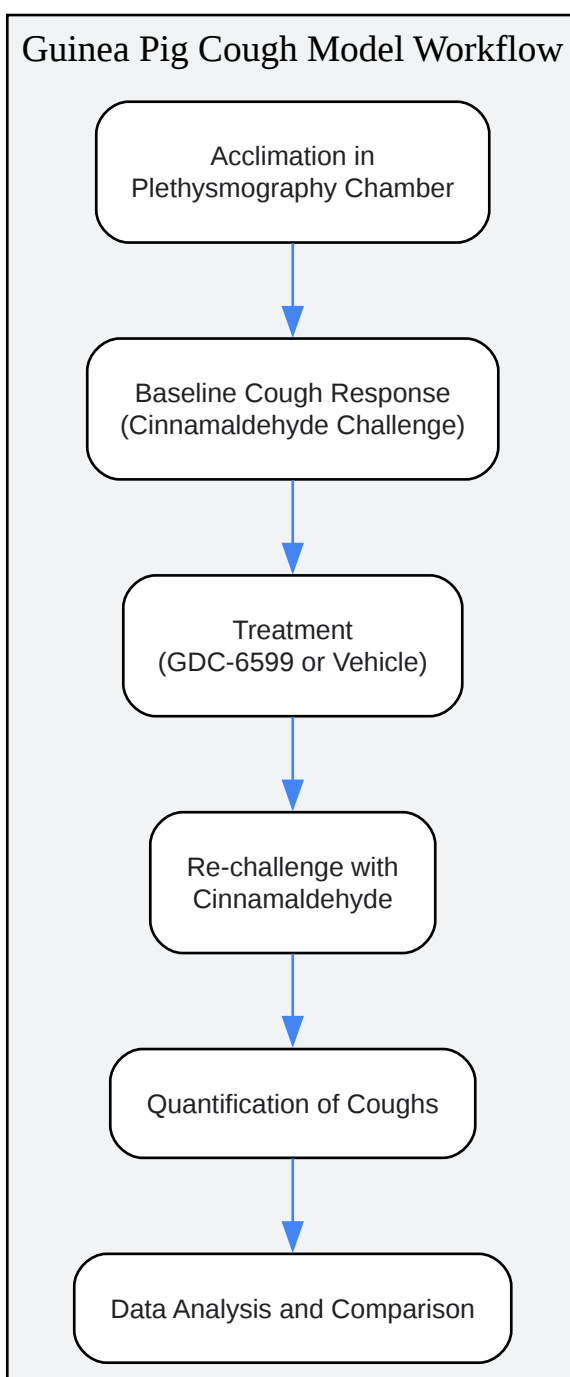 Guinea Pig Cough Model Workflow
Acclimation in
Plethysmography Chamber
Baseline Cough Response
(Cinnamaldehyde Challenge)
Treatment
(GDC-6599 or Vehicle)
Re-challenge with
Cinnamaldehyde
Quantification of Coughs
Data Analysis and Comparison